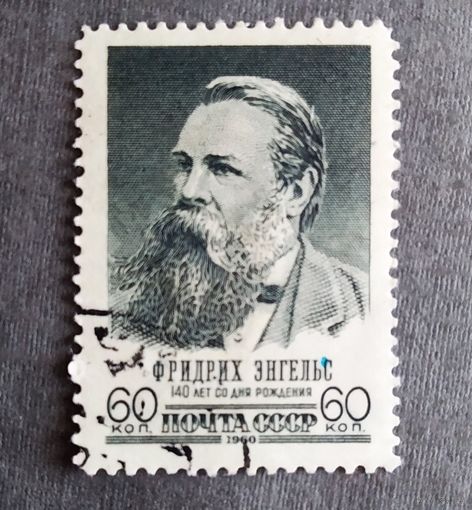 ФРИДРИХ ЭНГЕЛЬС
140 ЛЕТ СО ДНЯ РОЖДЕНИЯ
60 КОП. ПОЧТА СССР 60 КОП.
1960